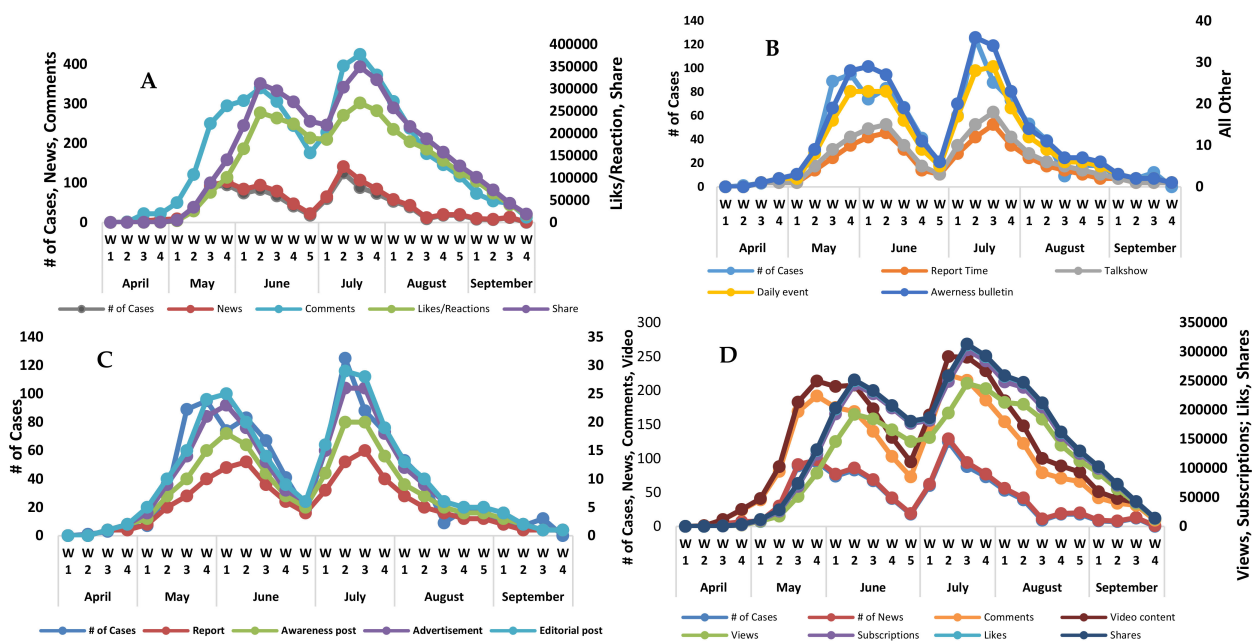 A
# of Cases, News, Comments
400
300
200
100
0
400000
350000
300000
250000
200000
150000
100000
50000
0
Liks/Reaction, Share
W W W W W W W W W W W W W W W W W W W W W W W W W W
1 2 3 4 1 2 3 4 1 2 3 4 5 1 2 3 4 1 2 3 4 5 1 2 3 4
April May June July August September
# of Cases News Comments Likes/Reactions Share
B
# of Cases
140
120
100
80
60
40
20
0
40
30
20
10
0
All Other
W W W W W W W W W W W W W W W W W W W W W W W W W W
1 2 3 4 1 2 3 4 1 2 3 4 5 1 2 3 4 1 2 3 4 5 1 2 3 4
April May June July August September
# of Cases Report Time Talkshow
Daily event Awerness bulletin
C
# of Cases
140
120
100
80
60
40
20
0
35
30
25
20
15
10
5
0
W W W W W W W W W W W W W W W W W W W W W W W W W W
1 2 3 4 1 2 3 4 1 2 3 4 5 1 2 3 4 1 2 3 4 5 1 2 3 4
April May June July August September
# of Cases Report Awareness post Advertisement Editorial post
D
# of Cases, News, Comments, Video
300
250
200
150
100
50
0
350000
300000
250000
200000
150000
100000
50000
0
Views, Subscriptions; Liks, Shares
W W W W W W W W W W W W W W W W W W W W W W W W W W
1 2 3 4 1 2 3 4 1 2 3 4 5 1 2 3 4 1 2 3 4 5 1 2 3 4
April May June July August September
# of Cases # of News Comments Video content
Views Subscriptions Likes Shares